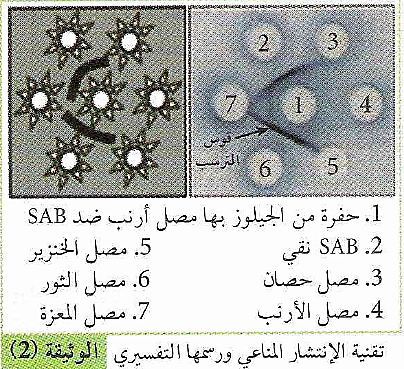 2
3
7
1
4
قوس
الترسب
6
5
1. حفرة من الجيلوز بها مصل أرنب ضد SAB
2. SAB نقي
5. مصل الخنزير
3. مصل حصان
6. مصل الثور
4. مصل الأرنب
7. مصل المعزة
تقنية الإنتشار المناعي ورسمها التفسيري الوثيقة (2)